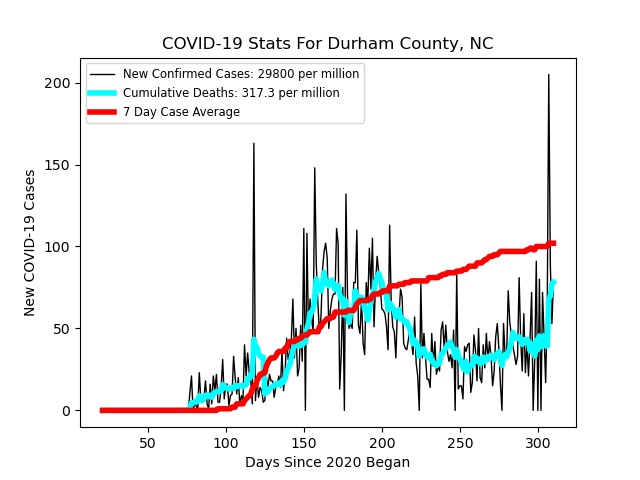 COVID-19 Stats For Durham County, NC
New Confirmed Cases: 29800 per million
Cumulative Deaths: 317.3 per million
7 Day Case Average
New COVID-19 Cases
200
150
100
50
0
50 100 150 200 250 300
Days Since 2020 Began